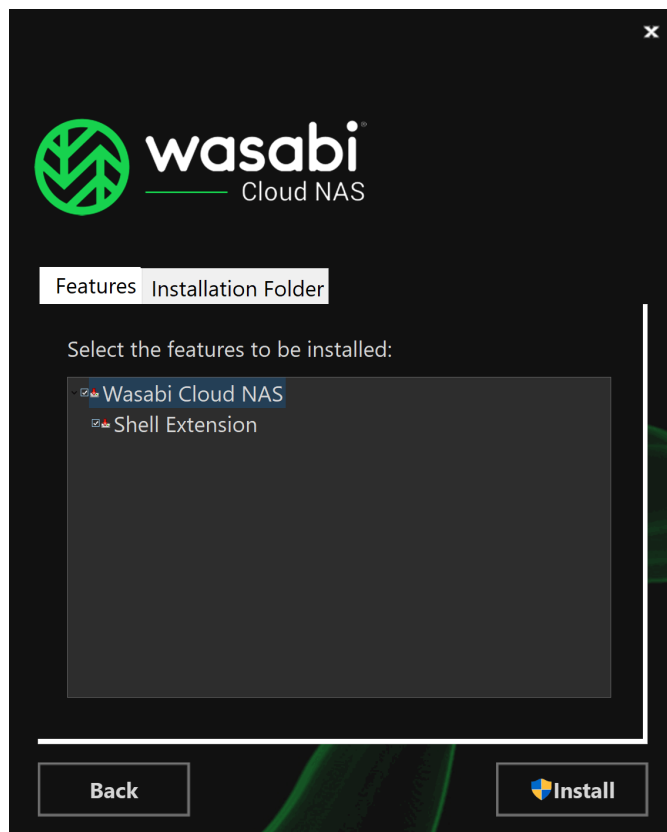 wasabi®
Cloud NAS
Features
Installation Folder
Select the features to be installed:
Wasabi Cloud NAS
Shell Extension
Back
Install